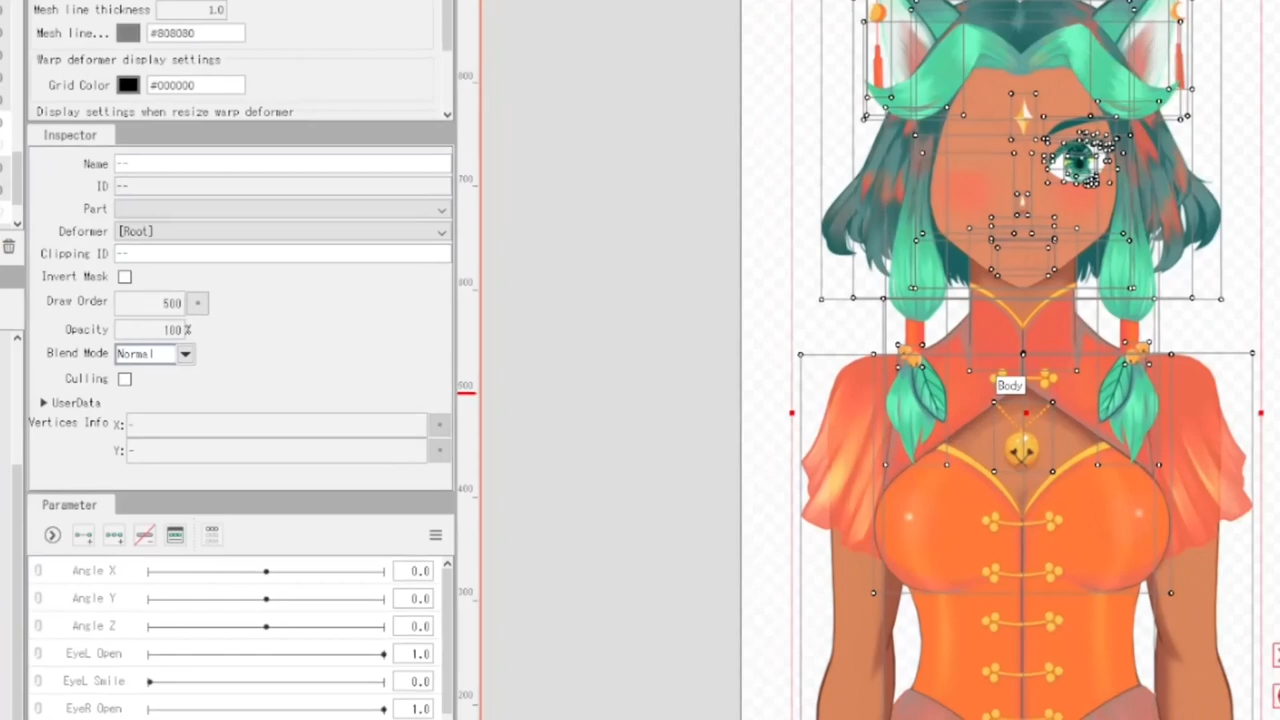 Mesh line thickness 1.0
Mesh line... #808080
Warp deformer display settings
Grid Color #000000
Display settings when resize warp deformer
Inspector
Name --
ID --
Part
Deformer [Root]
Clipping ID --
Invert Mask
Draw Order 500
Opacity 100 %
Blend Mode Normal
Culling
UserData
Vertices Info X: -
Y: -
Parameter
Angle X 0.0
Angle Y 0.0
Angle Z 0.0
EyeL Open 1.0
EyeL Smile 0.0
EyeR Open 1.0
Body